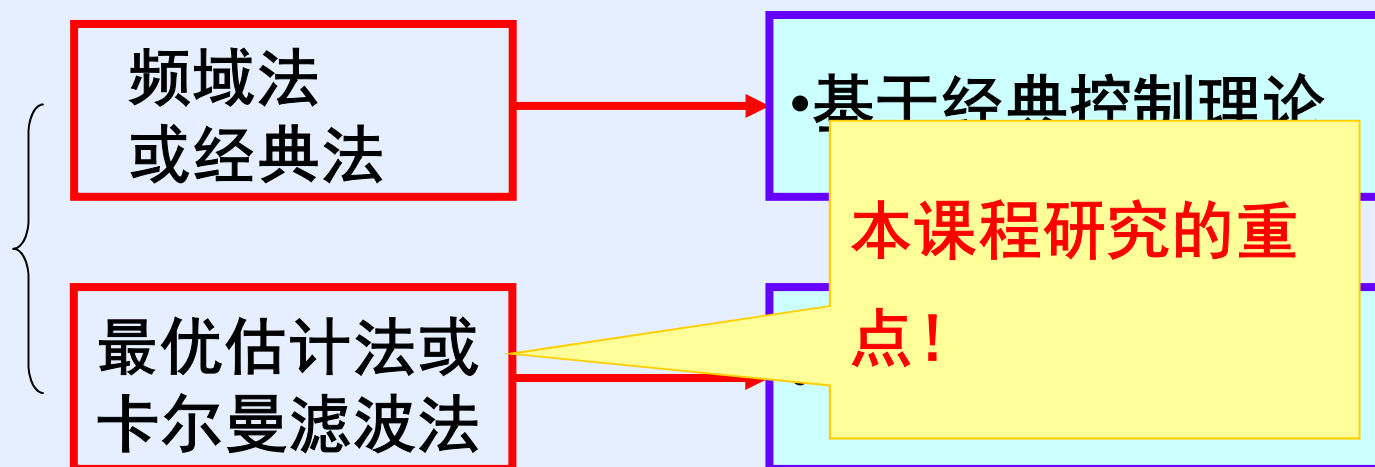 频域法
或经典法
•基于经典控制理论
本课程研究的重
点!
最优估计法或
卡尔曼滤波法